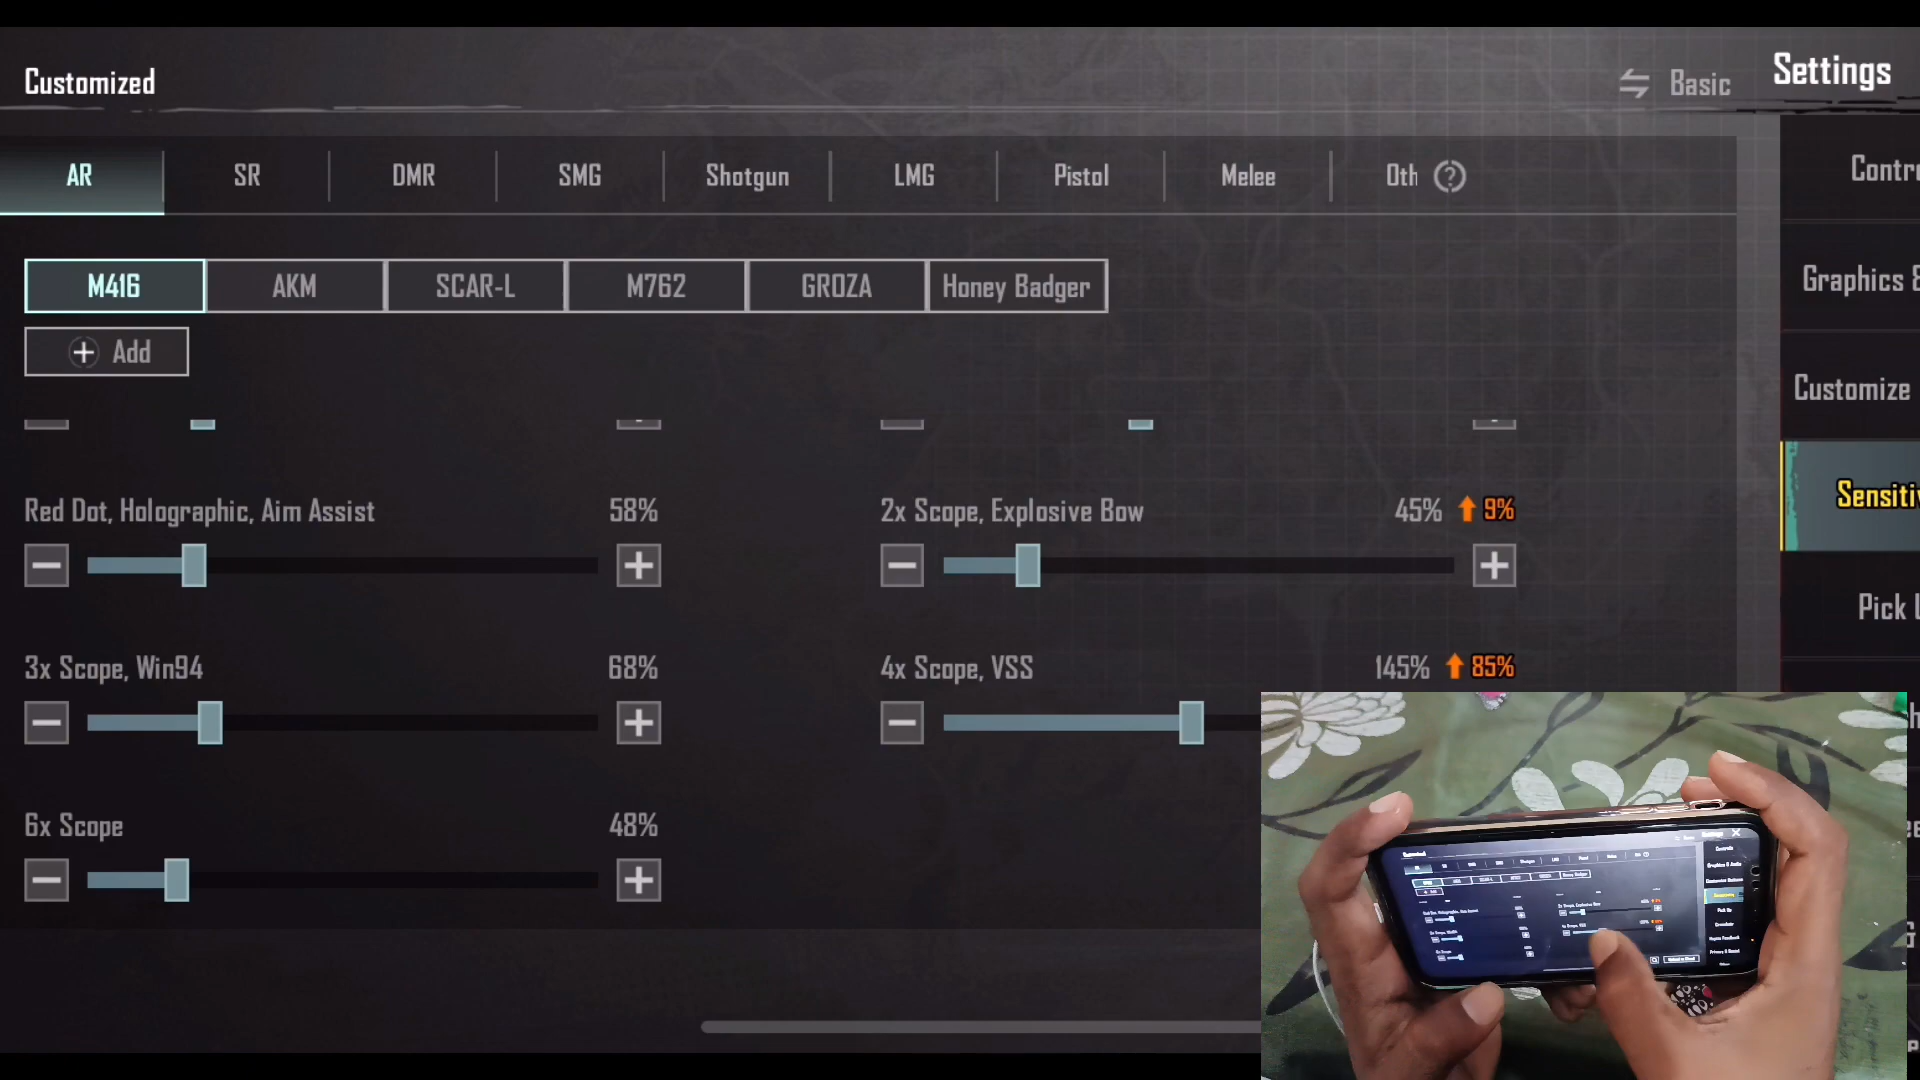 Customized
Basic
Settings
AR
SR
DMR
SMG
Shotgun
LMG
Pistol
Melee
Oth
M416
AKM
SCAR-L
M762
GROZA
Honey Badger
Add
Red Dot, Holographic, Aim Assist
58%
2x Scope, Explosive Bow
45%
9%
3x Scope, Win94
68%
4x Scope, VSS
145%
85%
6x Scope
48%
Contro
Graphics &
Customize
Sensitiv
Pick U